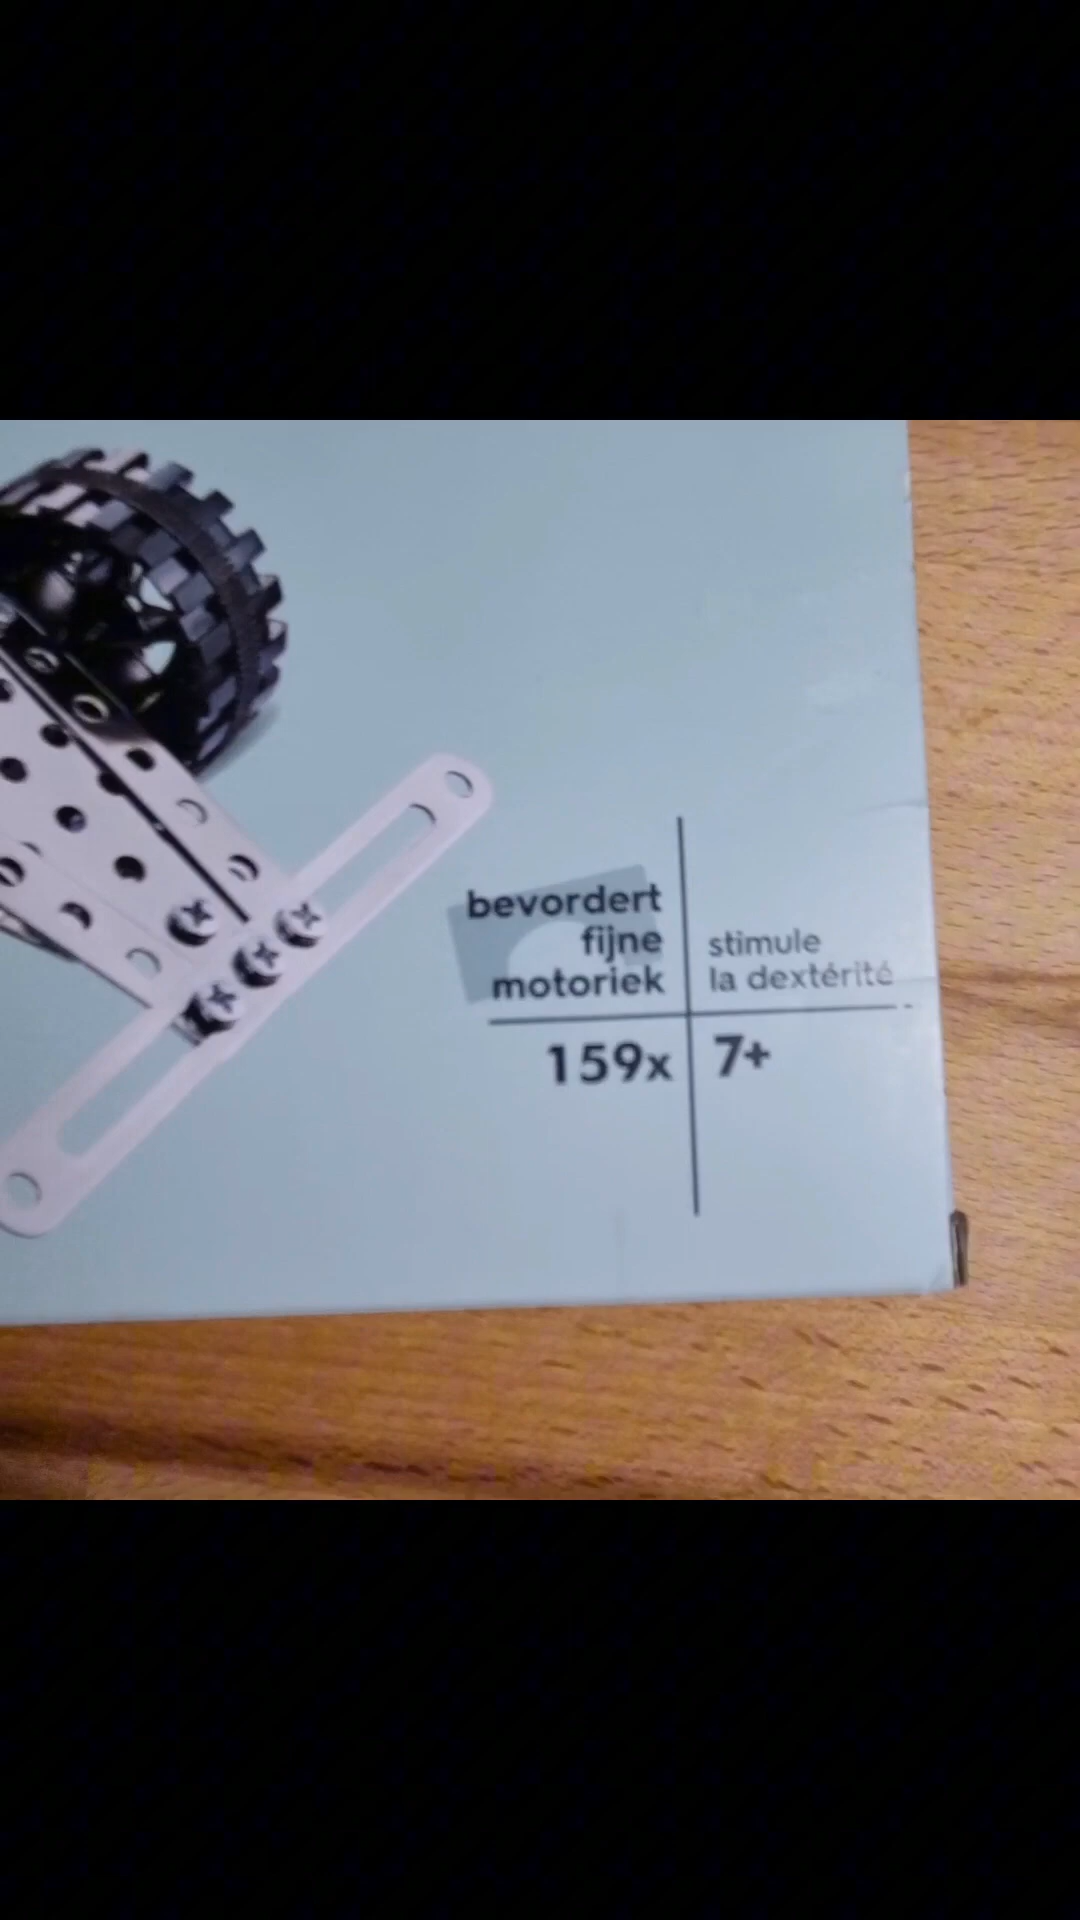 bevordert
fijne
motoriek
stimule
la dextérité
159x
7+